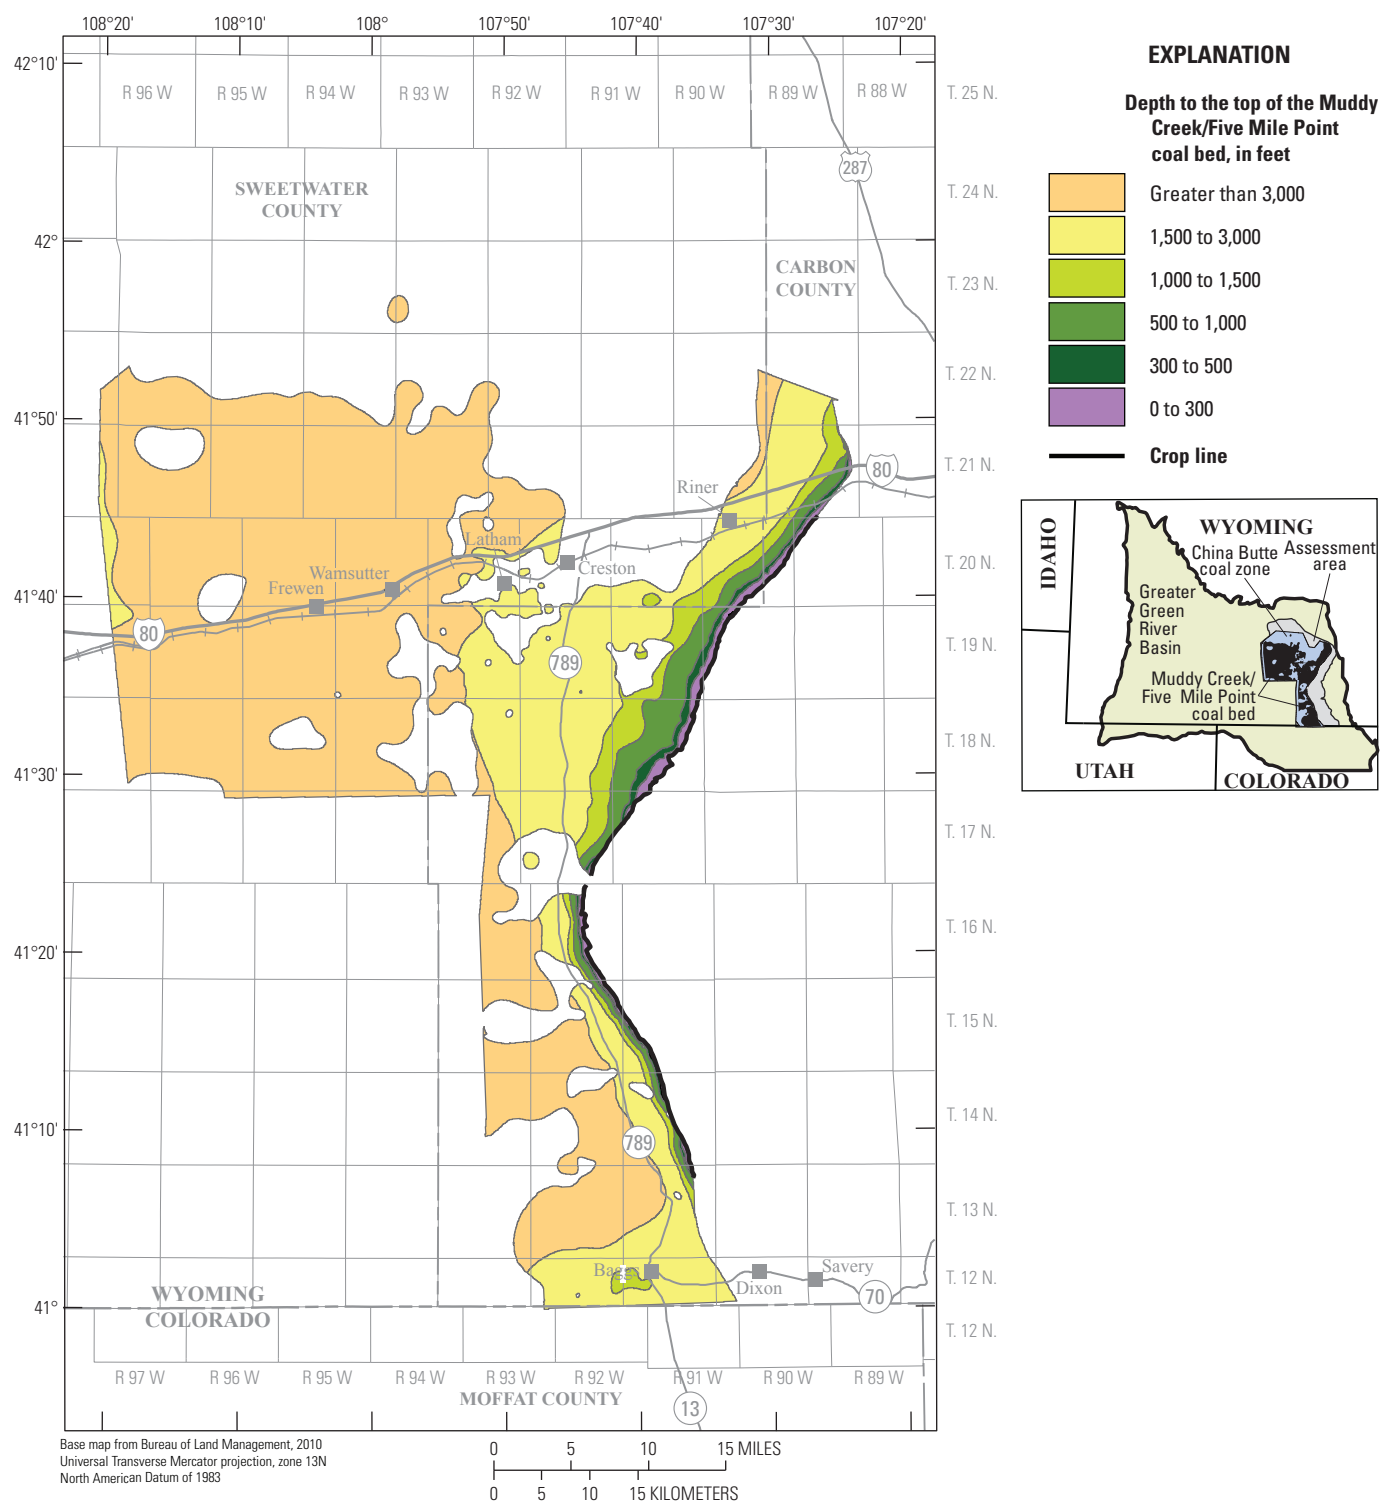 108°20' 108°10' 108° 107°50' 107°40' 107°30' 107°20'
42°10'
R 96 W R 95 W R 94 W R 93 W R 92 W R 91 W R 90 W R 89 W R 88 W T. 25 N.
287
SWEETWATER
COUNTY
T. 24 N.
42°
CARBON
COUNTY
T. 23 N.
T. 22 N.
41°50'
T. 21 N.
80
Riner
Latham
T. 20 N.
Creston
Wamsutter
Frewen
41°40'
80
T. 19 N.
789
T. 18 N.
41°30'
T. 17 N.
T. 16 N.
41°20'
T. 15 N.
T. 14 N.
41°10'
789
T. 13 N.
Baggs
Savery
T. 12 N.
Dixon
70
WYOMING
41°
COLORADO
T. 12 N.
R 97 W R 96 W R 95 W R 94 W R 93 W R 92 W R 91 W R 90 W R 89 W
MOFFAT COUNTY
13
Base map from Bureau of Land Management, 2010
Universal Transverse Mercator projection, zone 13N
North American Datum of 1983
0 5 10 15 MILES
0 5 10 15 KILOMETERS
EXPLANATION
Depth to the top of the Muddy
Creek/Five Mile Point
coal bed, in feet
Greater than 3,000
1,500 to 3,000
1,000 to 1,500
500 to 1,000
300 to 500
0 to 300
Crop line
IDAHO
WYOMING
China Butte
coal zone
Assessment
area
Greater
Green
River
Basin
Muddy Creek/
Five Mile Point
coal bed
UTAH
COLORADO